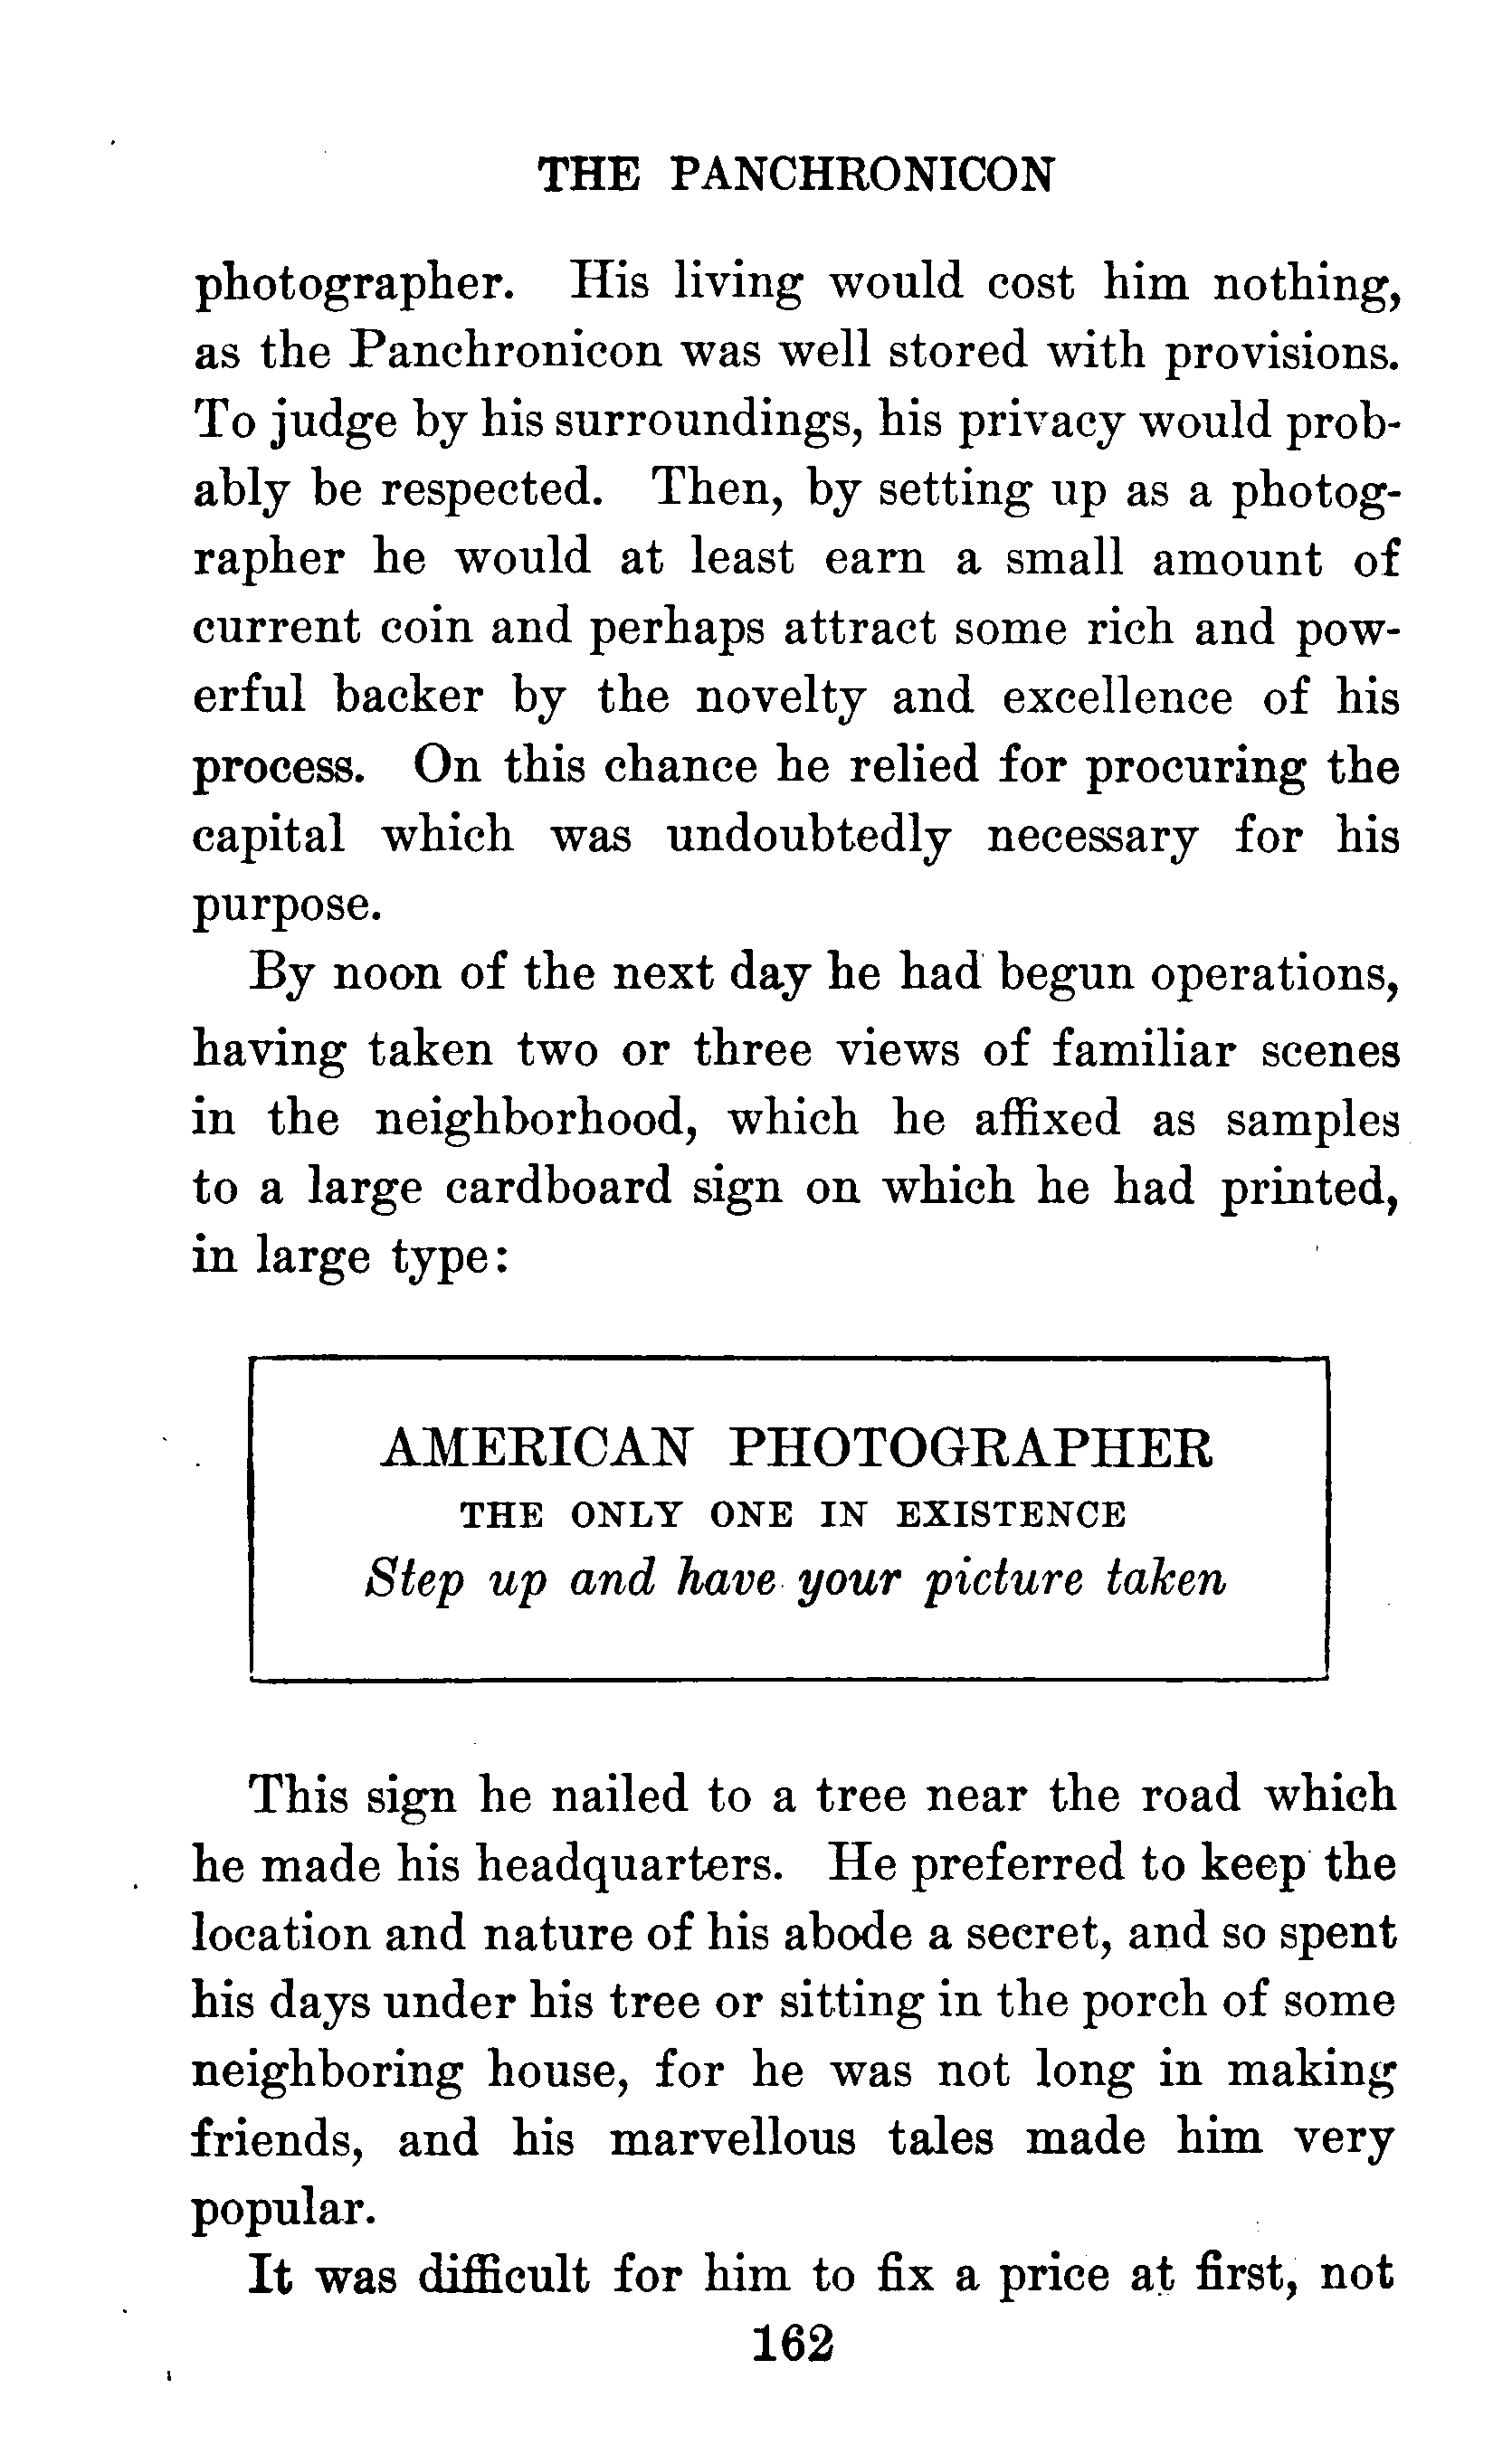 THE PANCHRONICON
photographer. His living would cost him nothing,
as the Panchronicon was well stored with provisions.
To judge by his surroundings, his privacy would prob-
ably be respected. Then, by setting up as a photog-
rapher he would at least earn a small amount of
current coin and perhaps attract some rich and pow-
erful backer by the novelty and excellence of his
process. On this chance he relied for procuring the
capital which was undoubtedly necessary for his
purpose.
By noon of the next day he had begun operations,
having taken two or three views of familiar scenes
in the neighborhood, which he affixed as samples
to a large cardboard sign on which he had printed,
in large type:
AMERICAN PHOTOGRAPHER
THE ONLY ONE IN EXISTENCE
Step up and have your picture taken
This sign he nailed to a tree near the road which
he made his headquarters. He preferred to keep the
location and nature of his abode a secret, and so spent
his days under his tree or sitting in the porch of some
neighboring house, for he was not long in making
friends, and his marvellous tales made him very
popular.
It was difficult for him to fix a price at first, not
162